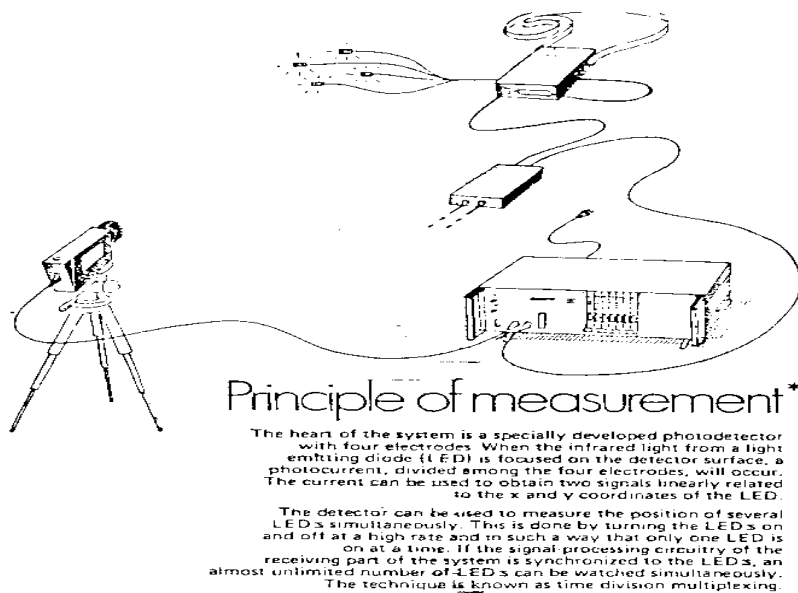 Principle of measurement*
The heart of the system is a specially developed photodetector
with four electrodes. When the infrared light from a light
emitting diode (LED) is focused on the detector surface, a
photocurrent, divided among the four electrodes, will occur.
The current can be used to obtain two signals linearly related
to the x and y coordinates of the LED.
The detector can be used to measure the position of several
LED:s simultaneously. This is done by turning the LED:s on
and off at a high rate and in such a way that only one LED is
on at a time. If the signal-processing circuitry of the
receiving part of the system is synchronized to the LED:s, an
almost unlimited number of LED:s can be watched simultaneously.
The technique is known as time division multiplexing.